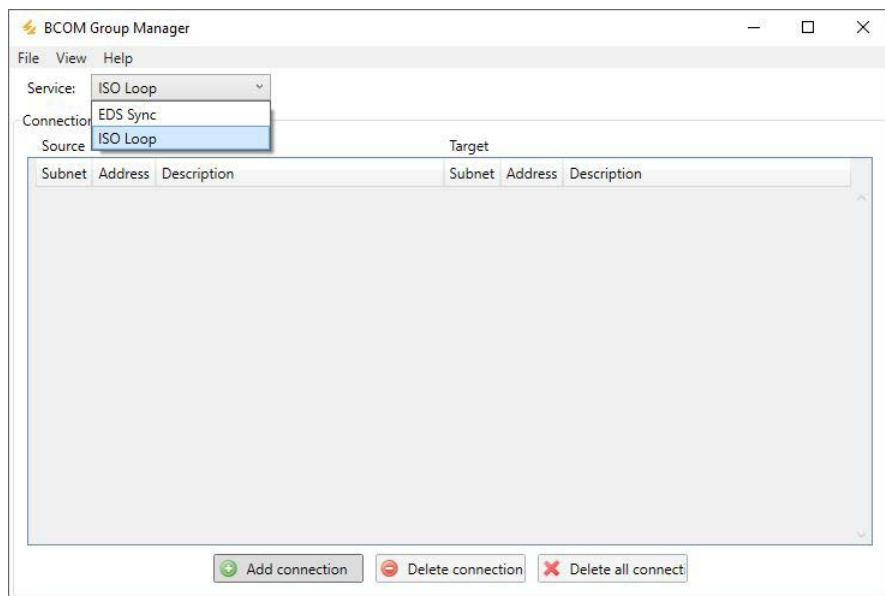 BCOM Group Manager
File View Help
Service: ISO Loop
EDS Sync
Connection
ISO Loop
Source Target
Subnet Address Description Subnet Address Description
Add connection Delete connection Delete all connect